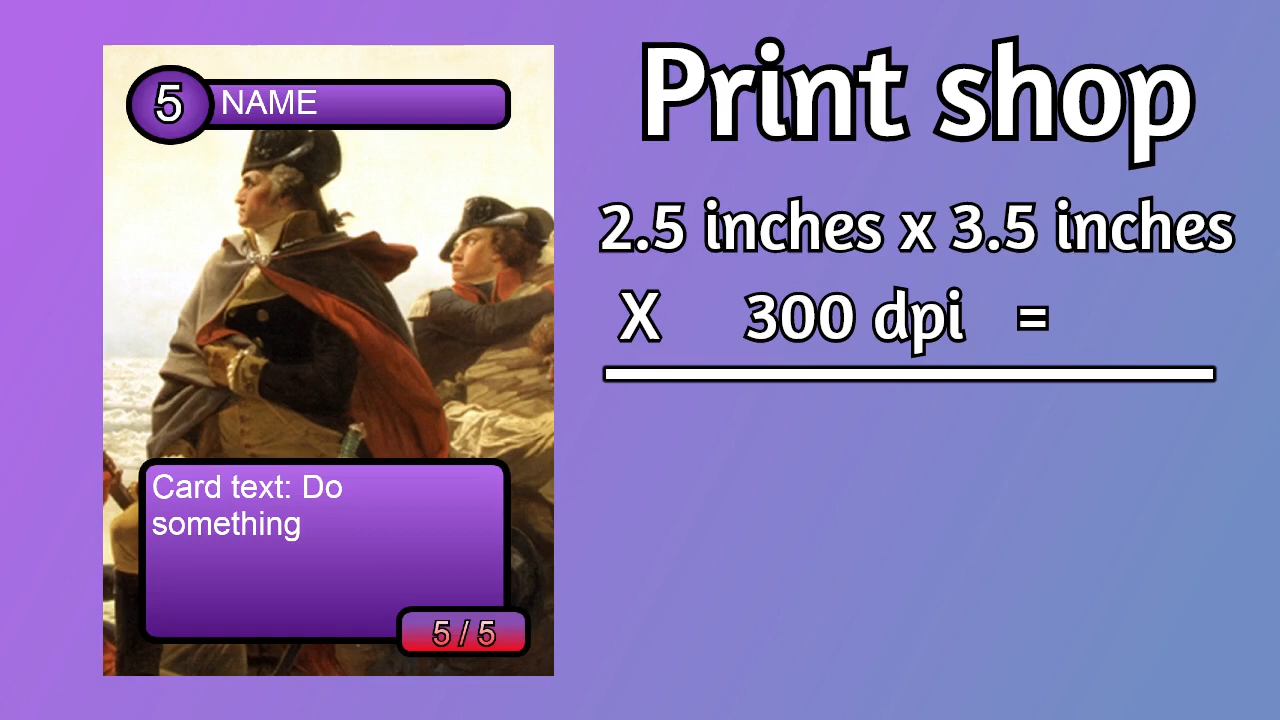 5 NAME
Card text: Do
something
5 / 5
Print shop
2.5 inches x 3.5 inches
X 300 dpi =